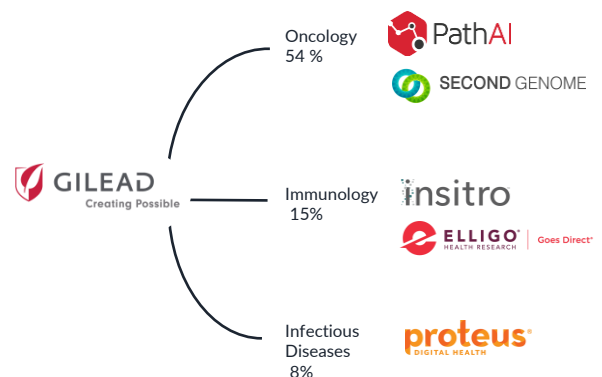 Oncology
54 %
PathAI
SECOND GENOME
GILEAD
Creating Possible
Immunology
15%
insitro
ELLIGO
HEALTH RESEARCH
Goes Direct
Infectious
Diseases
8%
proteus
DIGITAL HEALTH